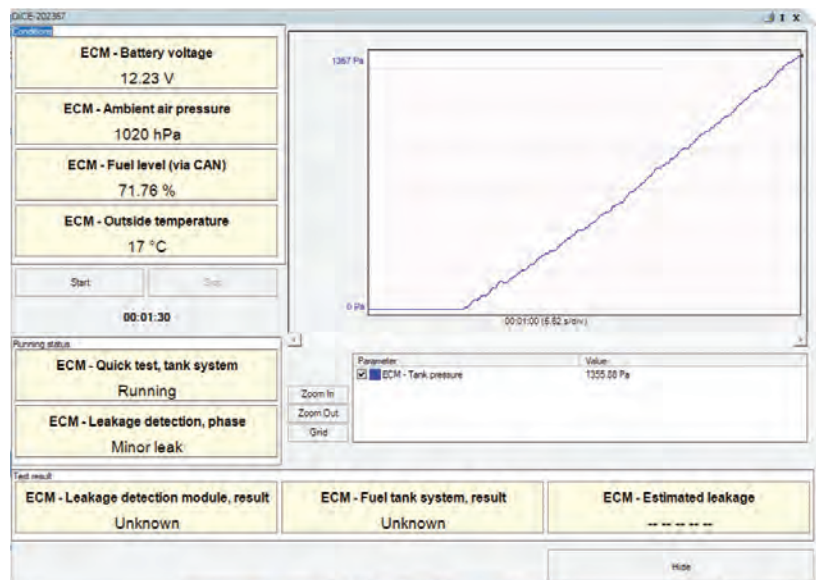 DICE-202367
Conditions
ECM - Battery voltage
12.23 V
ECM - Ambient air pressure
1020 hPa
ECM - Fuel level (via CAN)
71.76 %
ECM - Outside temperature
17 °C
Start
Stop
00:01:30
1367 Pa
0 Pa
00:01:00 (6.62 s/div)
Running status
ECM - Quick test, tank system
Running
ECM - Leakage detection, phase
Minor leak
Zoom In
Zoom Out
Grid
Parameter
Value
ECM - Tank pressure
1355.88 Pa
Test result
ECM - Leakage detection module, result
Unknown
ECM - Fuel tank system, result
Unknown
ECM - Estimated leakage
-- -- -- -- --
Hide